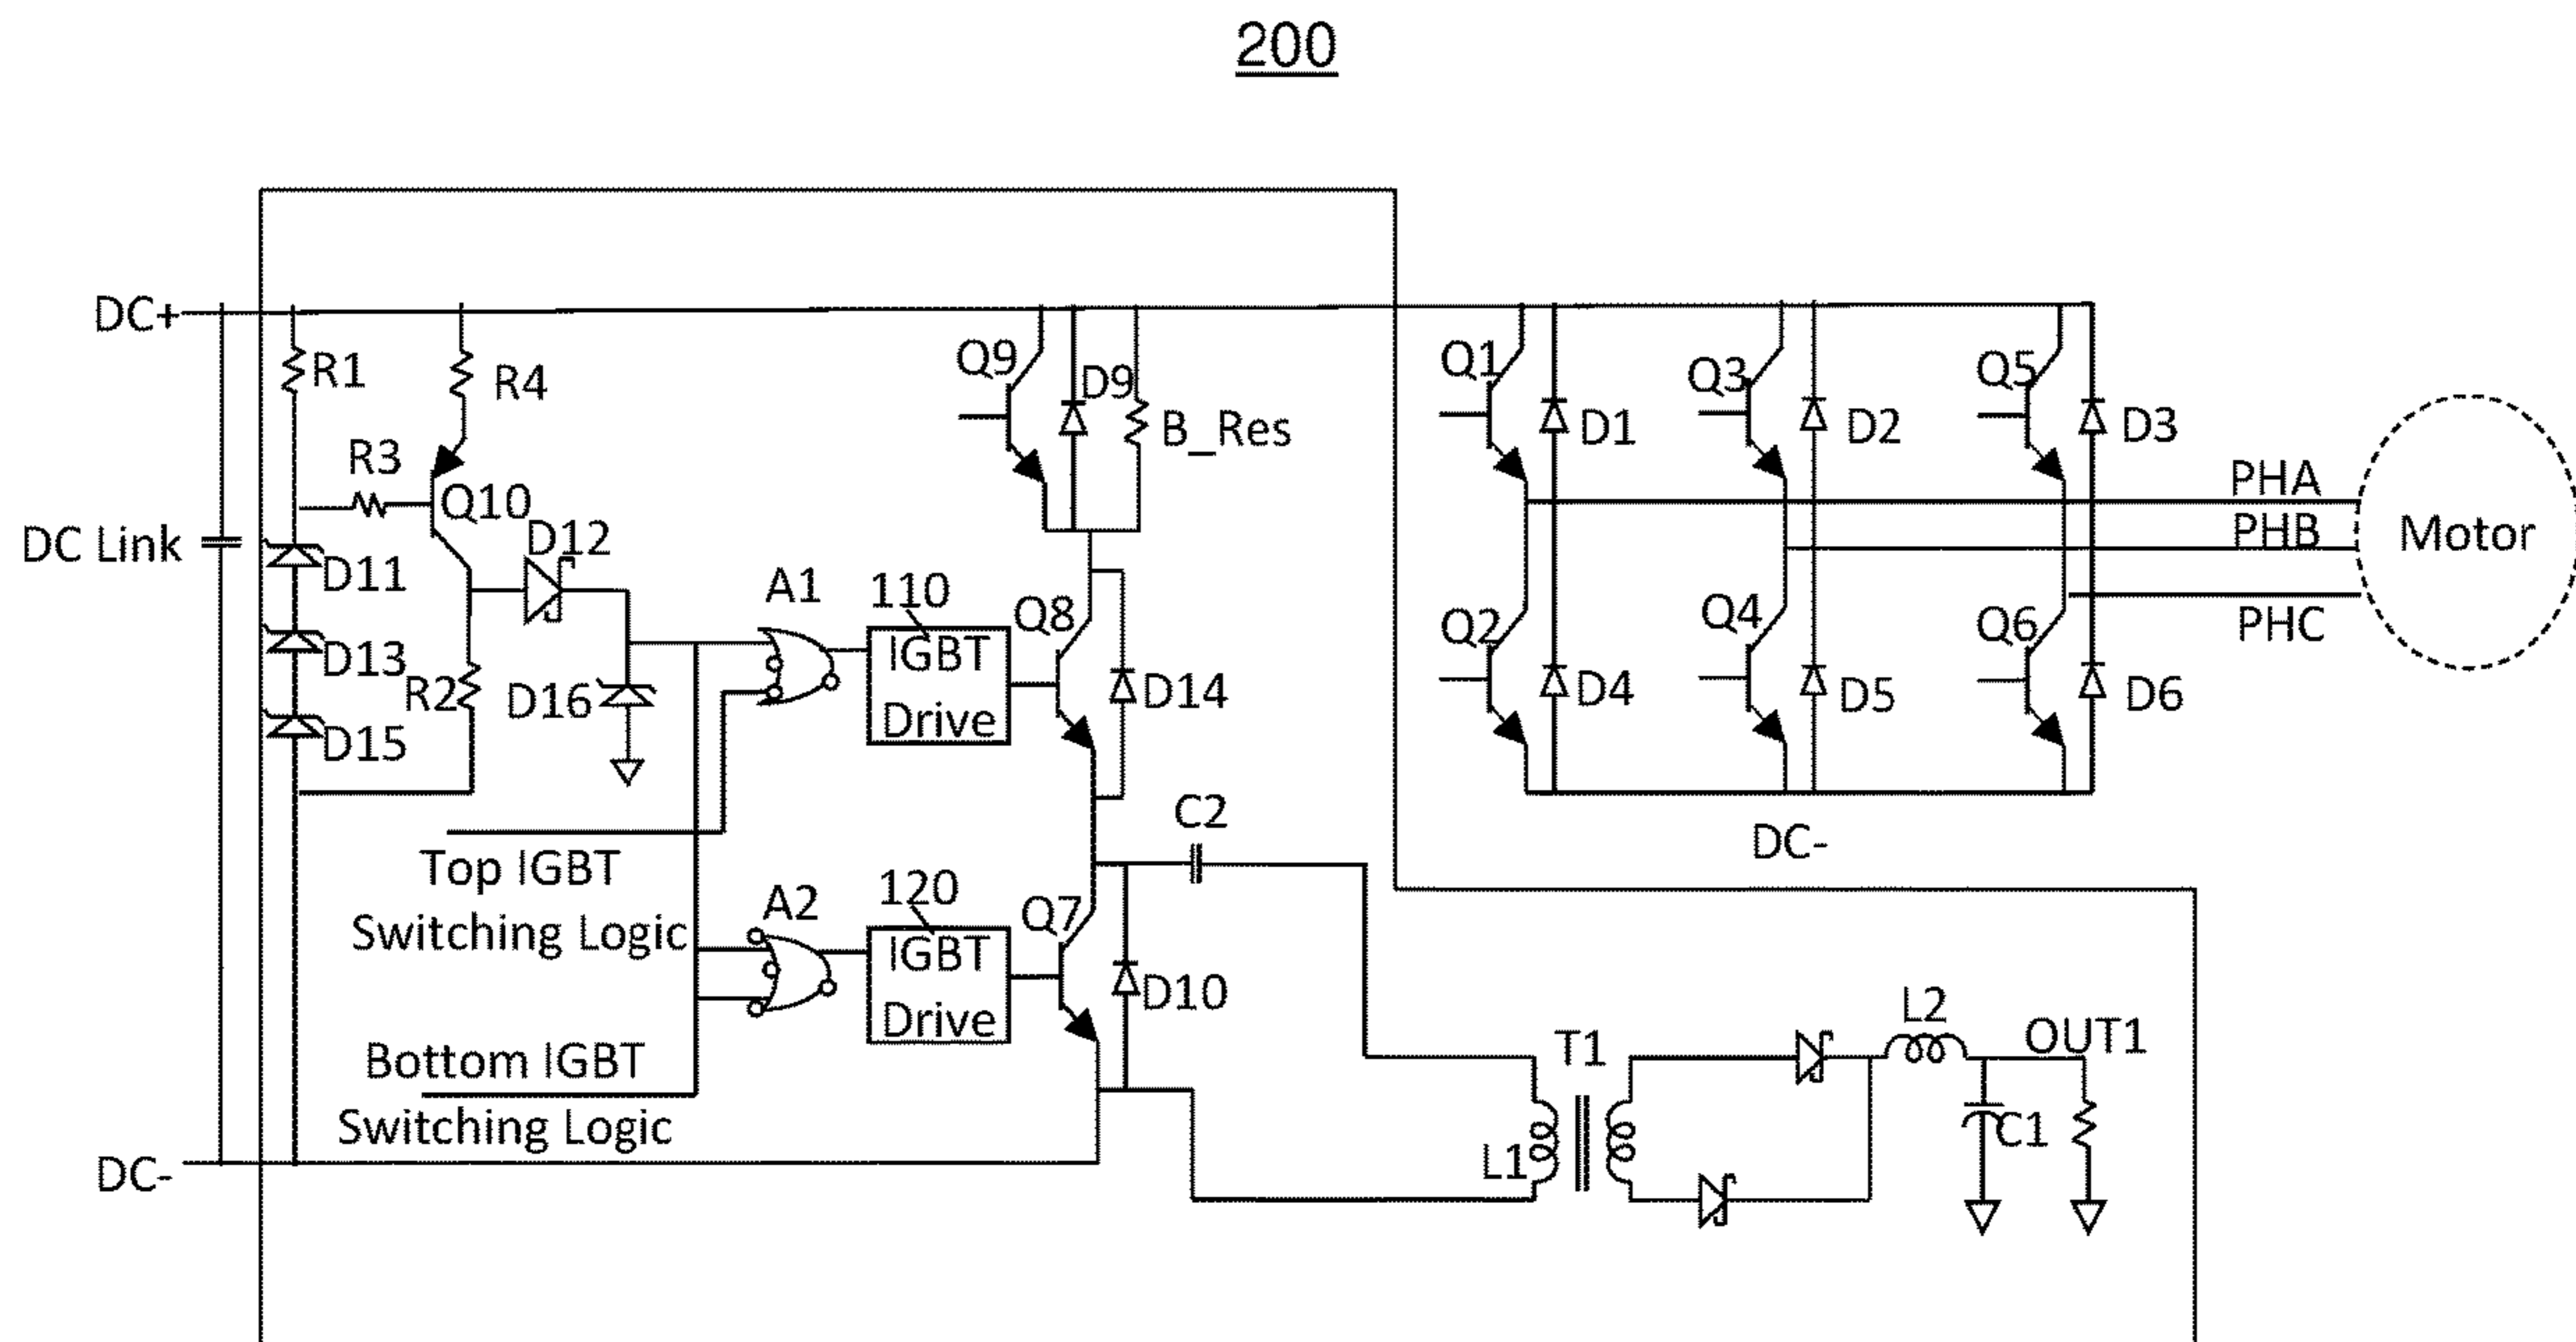 200
DC+
R1
R4
Q9
D9
B_Res
Q1
D1
Q3
D2
Q5
D3
R3
Q10
PHA
PHB
PHC
Motor
DC Link
D11
D12
D13
R2
D16
D15
A1
110
IGBT
Drive
Q8
D14
Q2
D4
Q4
D5
Q6
D6
DC-
Top IGBT
Switching Logic
C2
A2
120
IGBT
Drive
Q7
D10
Bottom IGBT
Switching Logic
DC-
T1
L1
L2
OUT1
C1